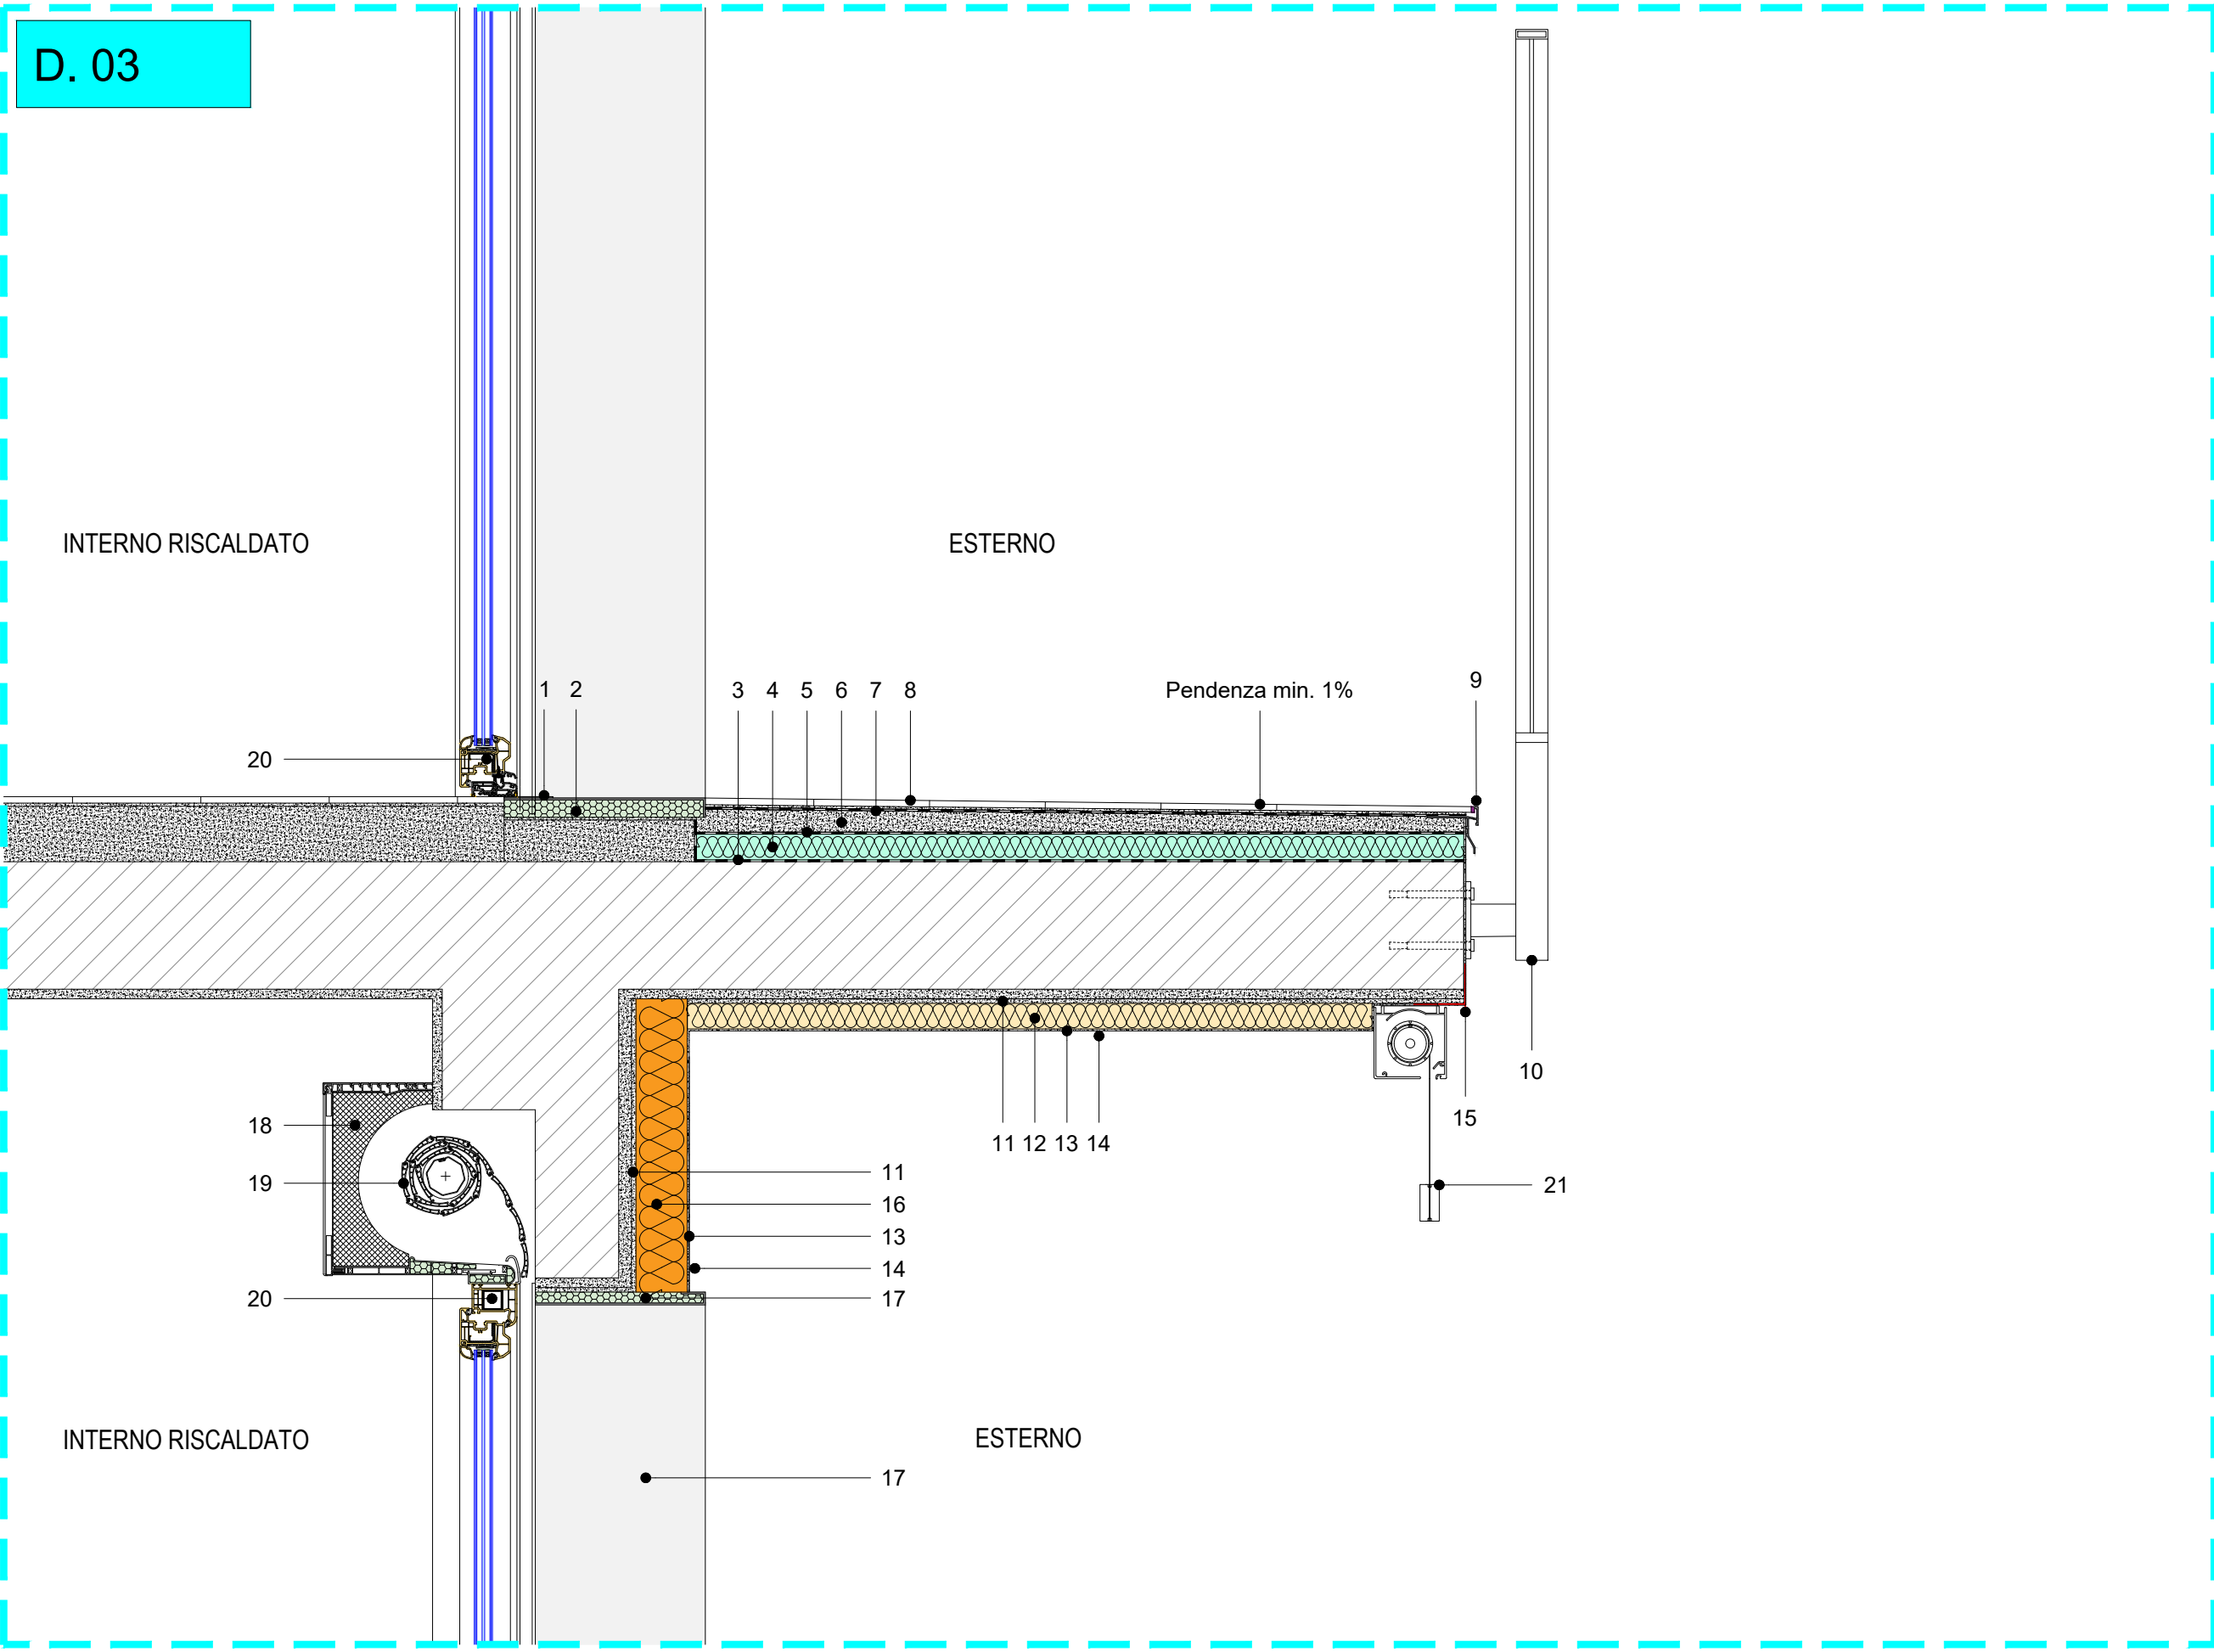 D. 03
INTERNO RISCALDATO
ESTERNO
1 2 3 4 5 6 7 8 Pendenza min. 1% 9
20
10
15
11 12 13 14
18
19
20
11
16
13
14
17
21
INTERNO RISCALDATO
ESTERNO
17